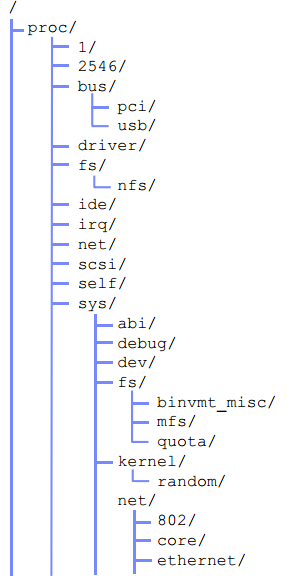 /
proc/
1/
2546/
bus/
pci/
usb/
driver/
fs/
nfs/
ide/
irq/
net/
scsi/
self/
sys/
abi/
debug/
dev/
fs/
binvmt_misc/
mfs/
quota/
kernel/
random/
net/
802/
core/
ethernet/